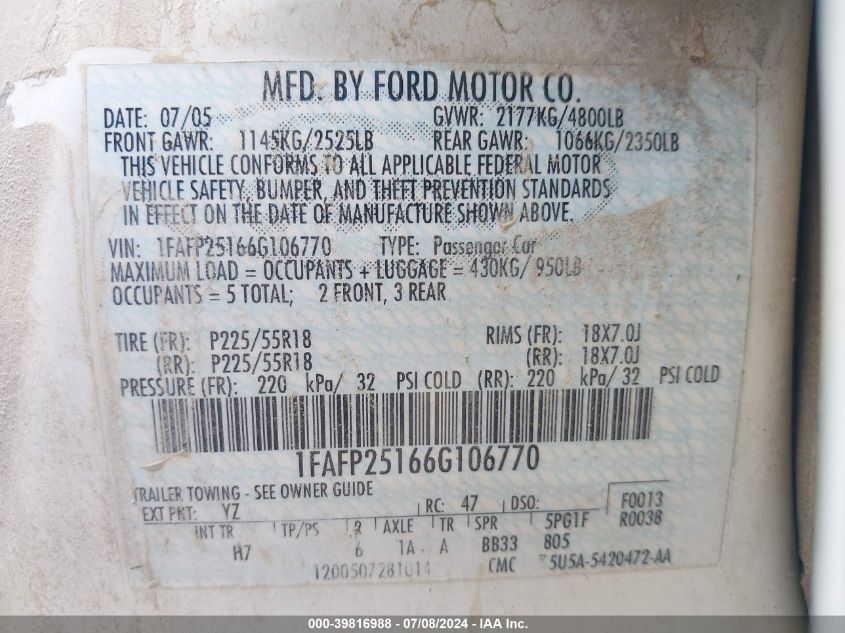 MFD. BY FORD MOTOR CO.
DATE: 07/05 GVWR: 2177KG/4800LB
FRONT GAWR: 1145KG/2525LB REAR GAWR: 1066KG/2350LB
THIS VEHICLE CONFORMS TO ALL APPLICABLE FEDERAL MOTOR
VEHICLE SAFETY, BUMPER, AND THEFT PREVENTION STANDARDS
IN EFFECT ON THE DATE OF MANUFACTURE SHOWN ABOVE.
VIN: 1FAFP25166G106770 TYPE: Passenger Car
MAXIMUM LOAD = OCCUPANTS + LUGGAGE = 430KG/ 950LB
OCCUPANTS = 5 TOTAL; 2 FRONT, 3 REAR
TIRE (FR): P225/55R18 RIMS (FR): 18X7.0J
(RR): P225/55R18 (RR): 18X7.0J
PRESSURE (FR): 220 kPa/ 32 PSI COLD (RR): 220 kPa/ 32 PSI COLD
1FAFP25166G106770
TRAILER TOWING - SEE OWNER GUIDE
EXT PNT: YZ RC: 47 DSO: F0013
INT TR TP/PS R AXLE TR SPR 5PG1F R0038
H7 6 1A A BB33 805
1200507281014 CMC 5U5A-5420472-AA
000-39816988 - 07/08/2024 - IAA Inc.